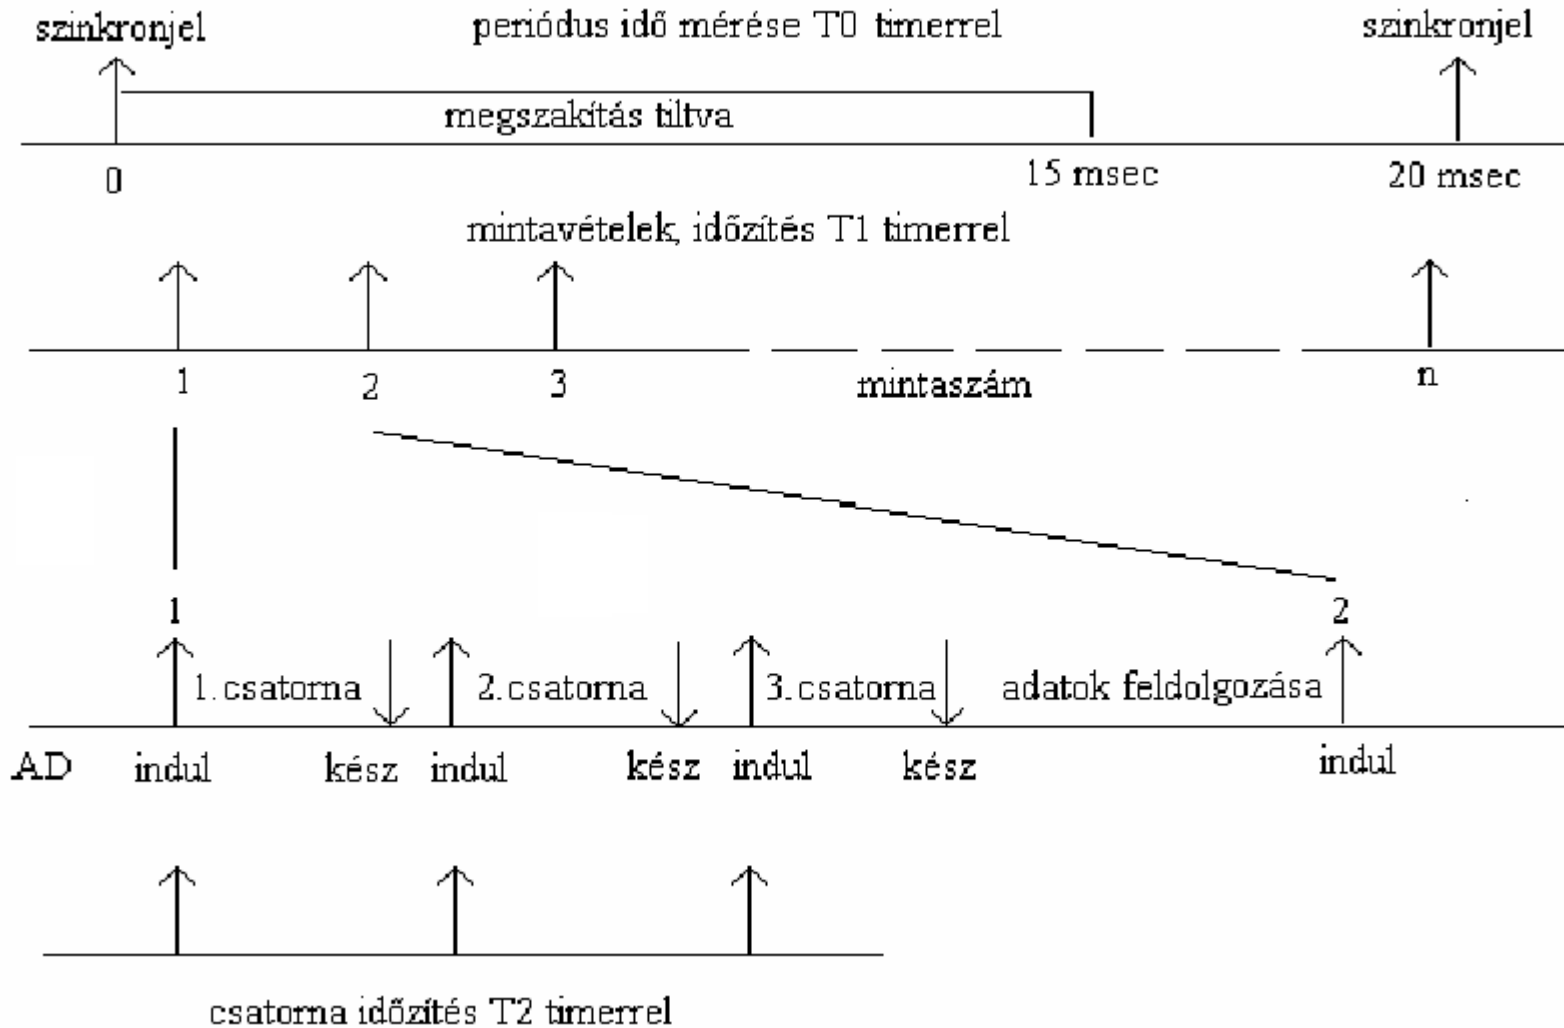 szinkronjel periódus idő mérése T0 timerrel szinkronjel
megszakítás tiltva
0 15 msec 20 msec
mintavételek, időzítés T1 timerrel
1 2 3 mintaszám n
1 2
1. csatorna 2. csatorna 3. csatorna adatok feldolgozása
AD indul kész indul kész indul kész indul
csatorna időzítés T2 timerrel